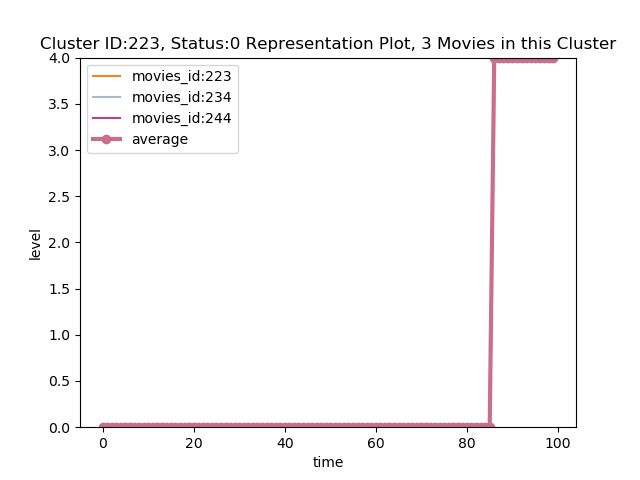 Cluster ID:223, Status:0 Representation Plot, 3 Movies in this Cluster
movies_id:223
movies_id:234
movies_id:244
average
4.0
3.5
3.0
2.5
2.0
1.5
1.0
0.5
0.0
level
0 20 40 60 80 100
time